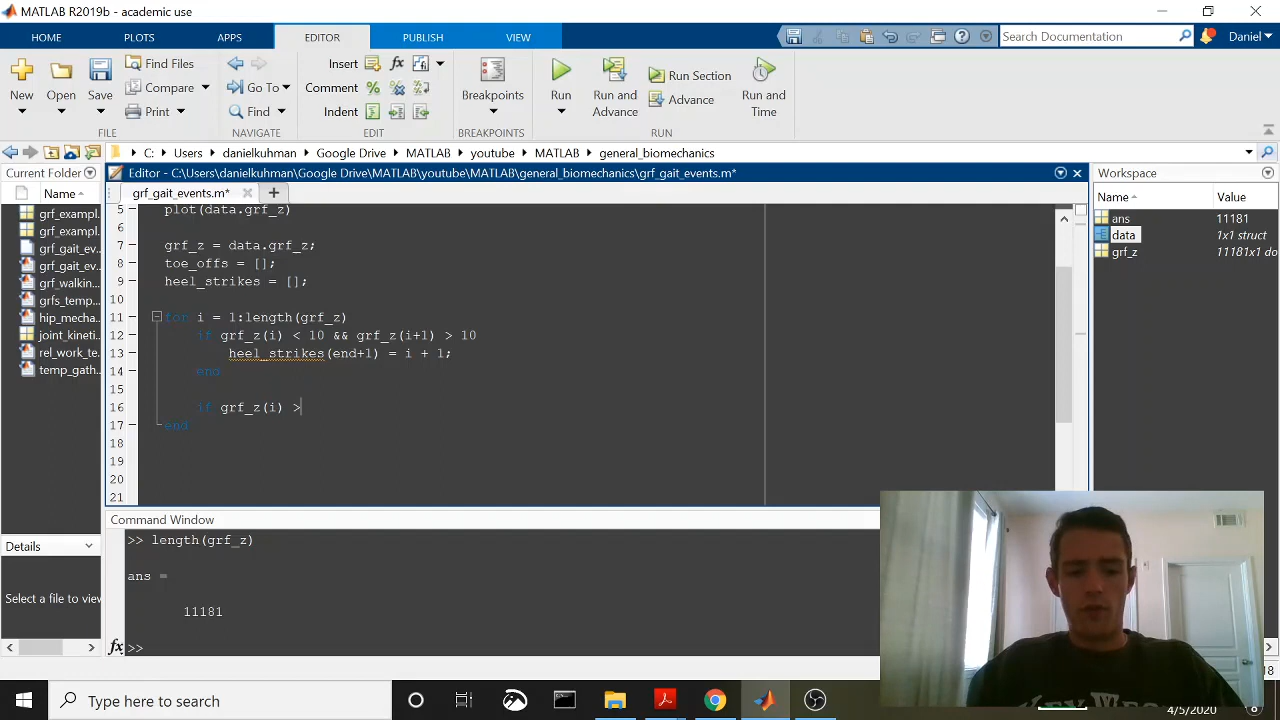 MATLAB R2019b - academic use
HOME PLOTS APPS EDITOR PUBLISH VIEW Search Documentation Daniel
New Open Save Find Files Compare Print
Go To Find
Insert fx Comment Indent
Breakpoints Run Run and Advance Run Section Advance Run and Time
FILE NAVIGATE EDIT BREAKPOINTS RUN
C: Users danielkuhman Google Drive MATLAB youtube MATLAB general_biomechanics
Current Folder
Name
grf_exampl...
grf_exampl...
grf_gait_ev...
grf_gait_ev...
grf_walkin...
grfs_temp...
hip_mecha...
joint_kineti...
rel_work_te...
temp_gath...
Details
Select a file to view
Editor - C:\Users\danielkuhman\Google Drive\MATLAB\youtube\MATLAB\general_biomechanics\grf_gait_events.m*
grf_gait_events.m*
5 plot(data.grf_z)
6
7 grf_z = data.grf_z;
8 toe_offs = [];
9 heel_strikes = [];
10
11 for i = 1:length(grf_z)
12 if grf_z(i) < 10 && grf_z(i+1) > 10
13 heel_strikes(end+1) = i + 1;
14 end
15
16 if grf_z(i) >
17 end
18
19
20
21
Command Window
>> length(grf_z)
ans =
11181
fx >>
Workspace
Name Value
ans 11181
data 1x1 struct
grf_z 11181x1 do
Type here to search
4/5/2020